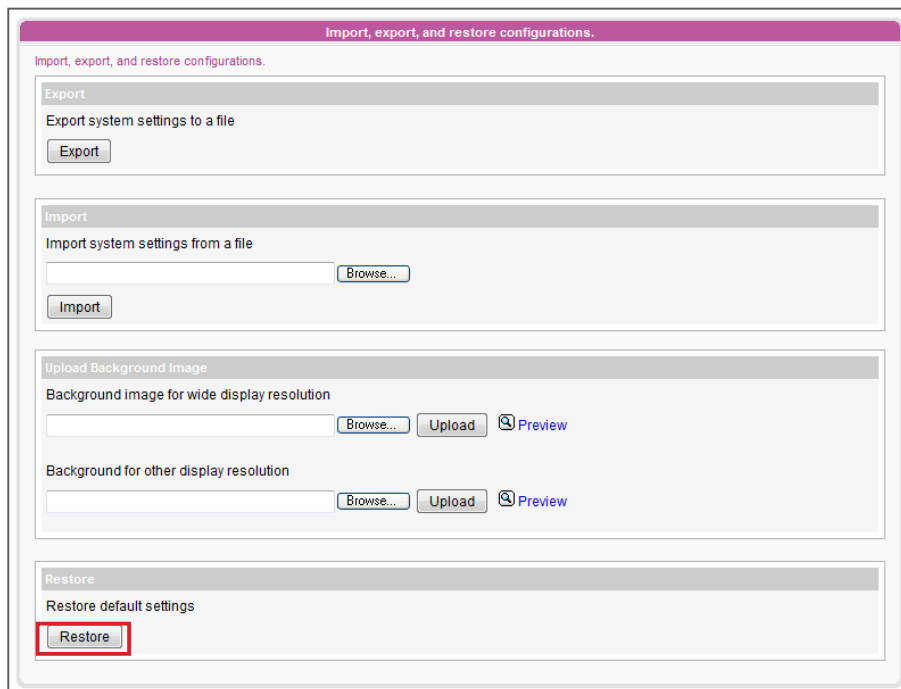 Import, export, and restore configurations.
Import, export, and restore configurations.
Export
Export system settings to a file
Export
Import
Import system settings from a file
Browse...
Import
Upload Background Image
Background image for wide display resolution
Browse... Upload Preview
Background for other display resolution
Browse... Upload Preview
Restore
Restore default settings
Restore